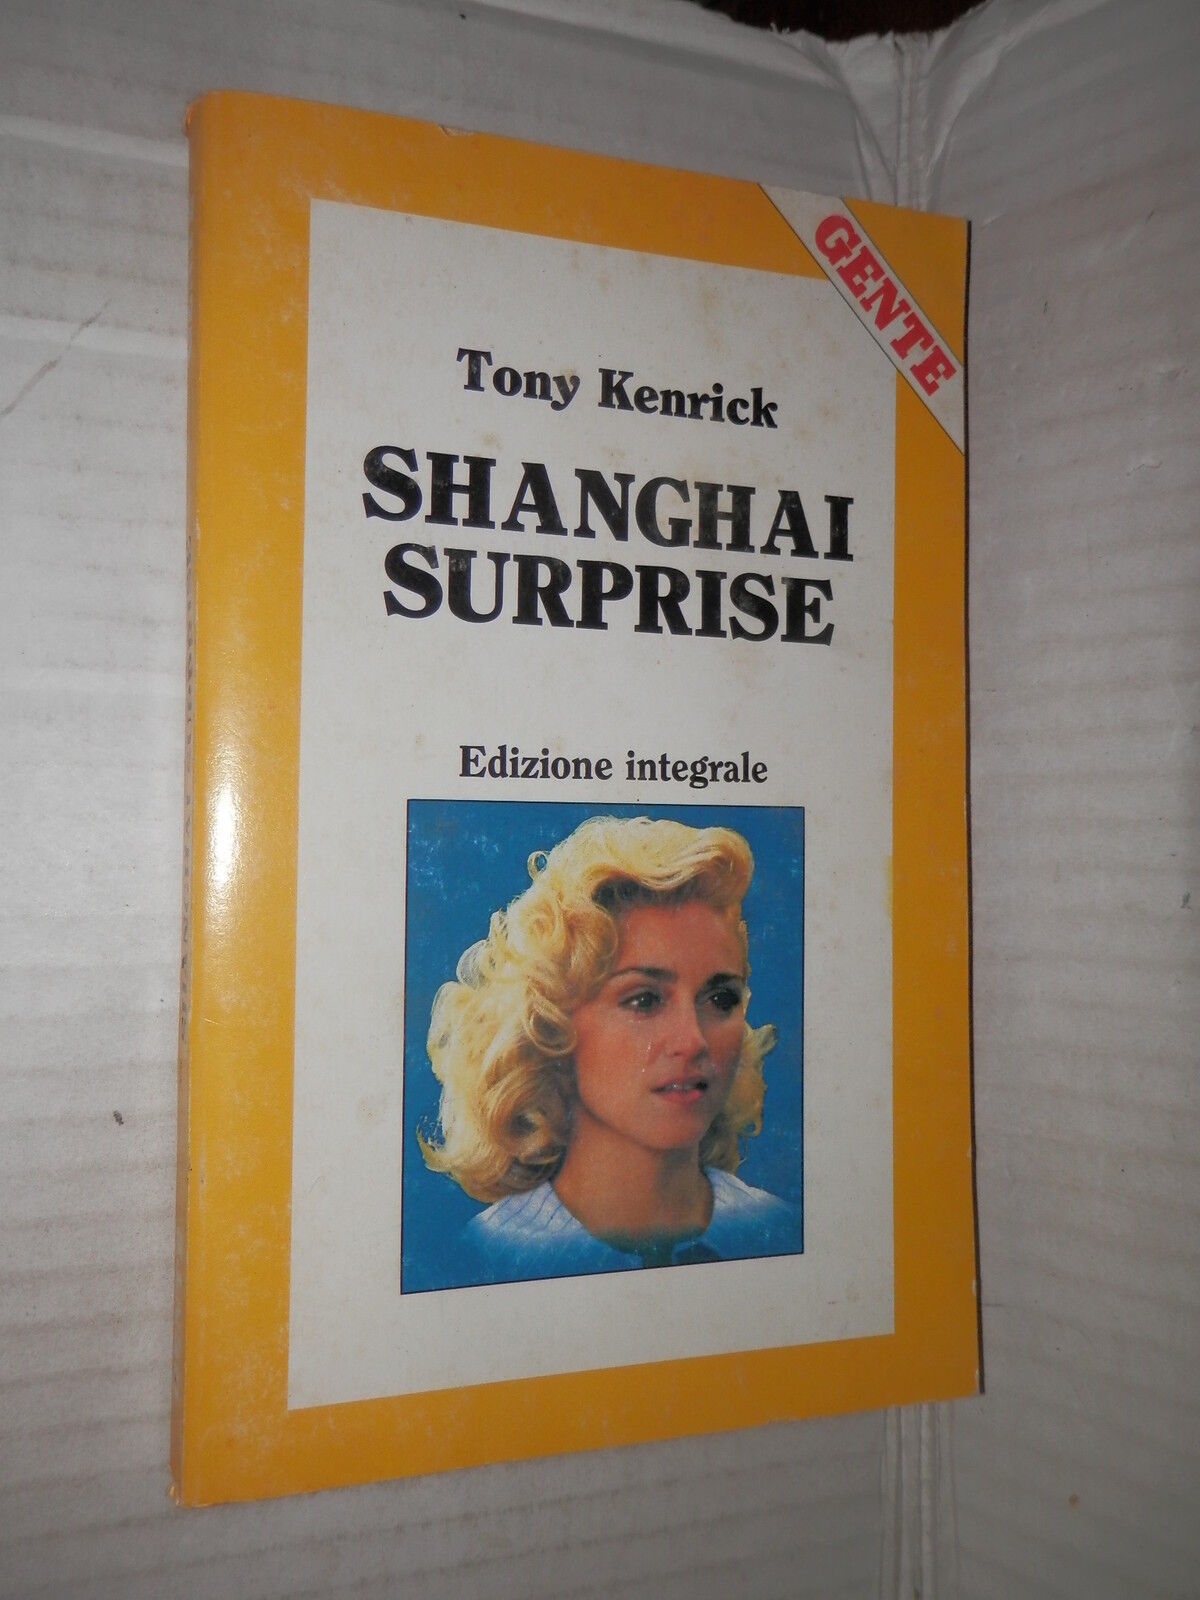 GENTE
Tony Kenrick
SHANGHAI
SURPRISE
Edizione integrale